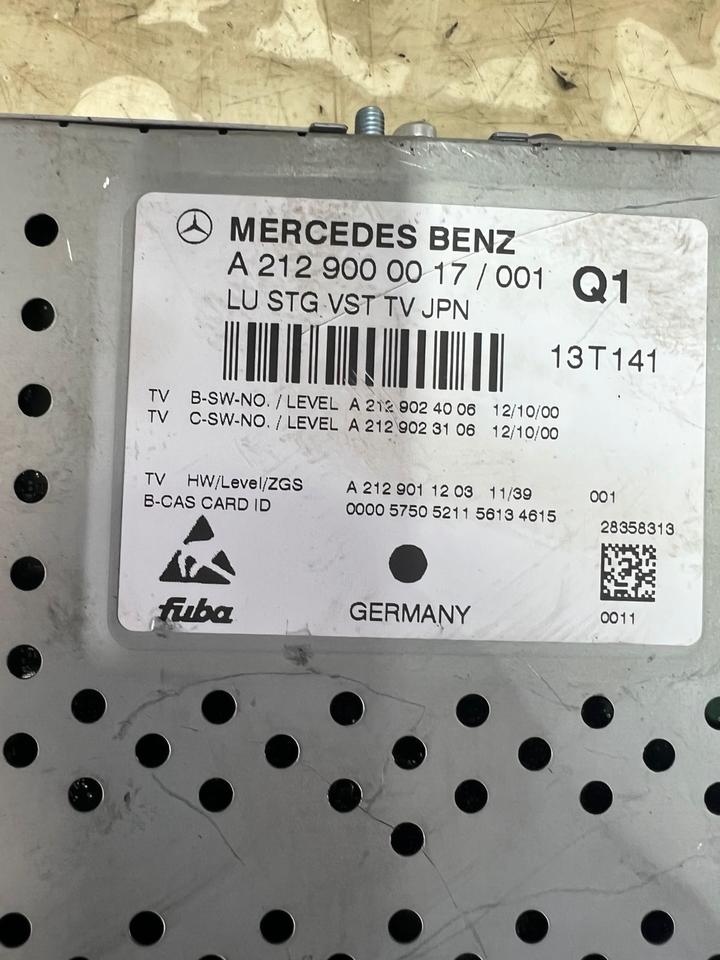 MERCEDES BENZ
A 212 900 00 17 / 001 Q1
LU STG VST TV JPN
13T141
TV B-SW-NO. / LEVEL A 212 902 40 06 12/10/00
TV C-SW-NO. / LEVEL A 212 902 31 06 12/10/00
TV HW/Level/ZGS A 212 901 12 03 11/39 001
B-CAS CARD ID 0000 5750 5211 5613 4615
28358313
fuba GERMANY 0011